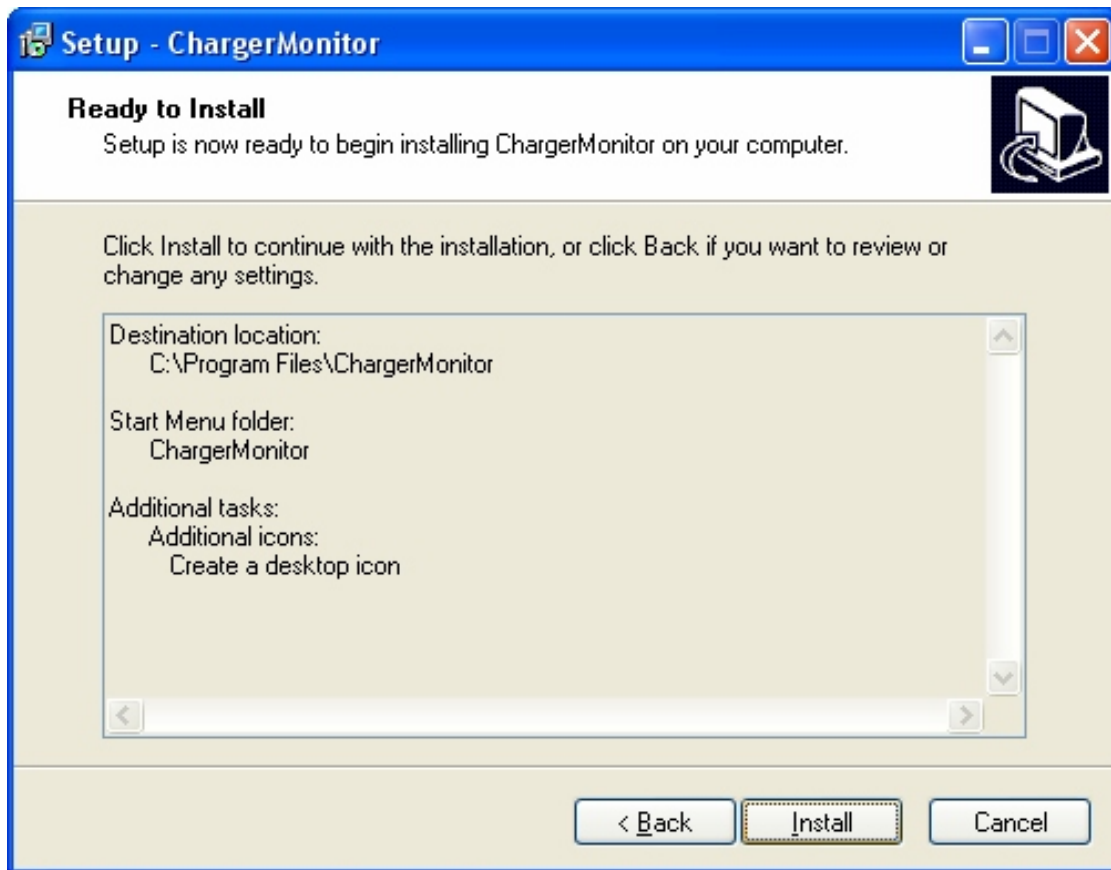 Setup - ChargerMonitor
Ready to Install
Setup is now ready to begin installing ChargerMonitor on your computer.
Click Install to continue with the installation, or click Back if you want to review or
change any settings.
Destination location:
C:\Program Files\ChargerMonitor
Start Menu folder:
ChargerMonitor
Additional tasks:
Additional icons:
Create a desktop icon
< Back
Install
Cancel